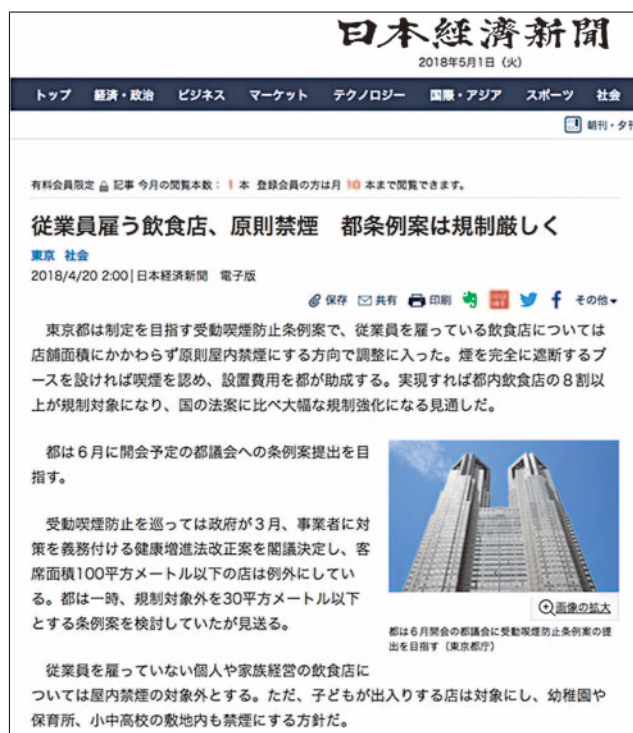 日本経済新聞
2018年5月1日（火）
トップ 経済・政治 ビジネス マーケット テクノロジー 国際・アジア スポーツ 社会
朝刊・夕刊
有料会員限定 記事 今月の閲覧本数： 1 本 登録会員の方は月 10 本まで閲覧できます。
従業員雇う飲食店、原則禁煙　都条例案は規制厳しく
東京 社会
2018/4/20 2:00|日本経済新聞　電子版
保存 共有 印刷 その他
東京都は制定を目指す受動喫煙防止条例案で、従業員を雇っている飲食店については
店舗面積にかかわらず原則屋内禁煙にする方向で調整に入った。煙を完全に遮断するブ
ースを設ければ喫煙を認め、設置費用を都が助成する。実現すれば都内飲食店の８割以
上が規制対象になり、国の法案に比べ大幅な規制強化になる見通しだ。
都は６月に開会予定の都議会への条例案提出を目
指す。
受動喫煙防止を巡っては政府が３月、事業者に対
策を義務付ける健康増進法改正案を閣議決定し、客
席面積100平方メートル以下の店は例外にしてい
る。都は一時、規制対象外を30平方メートル以下
とする条例案を検討していたが見送る。
画像の拡大
都は６月開会の都議会に受動喫煙防止条例案の提
出を目指す（東京都庁）
従業員を雇っていない個人や家族経営の飲食店に
ついては屋内禁煙の対象外とする。ただ、子どもが出入りする店は対象にし、幼稚園や
保育所、小中高校の敷地内も禁煙にする方針だ。